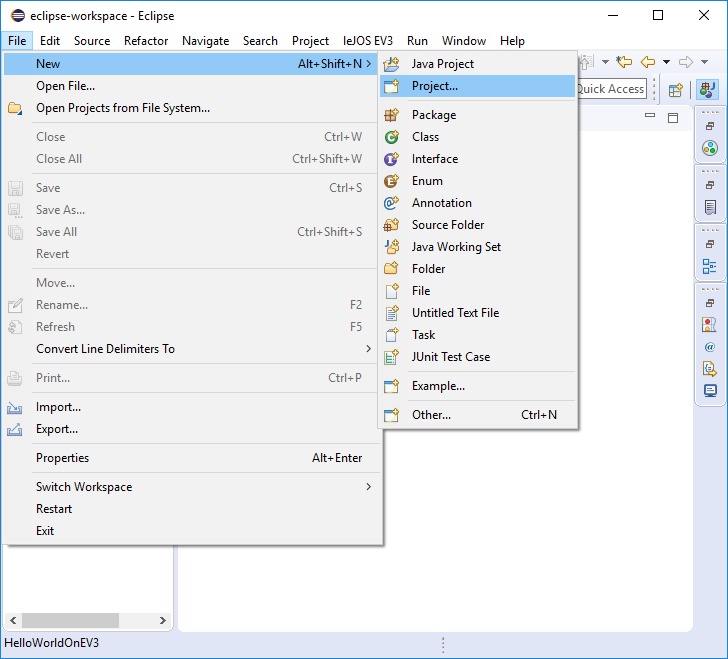 eclipse-workspace - Eclipse
File Edit Source Refactor Navigate Search Project leJOS EV3 Run Window Help
New Alt+Shift+N
Open File...
Open Projects from File System...
Close Ctrl+W
Close All Ctrl+Shift+W
Save Ctrl+S
Save As...
Save All Ctrl+Shift+S
Revert
Move...
Rename... F2
Refresh F5
Convert Line Delimiters To
Print... Ctrl+P
Import...
Export...
Properties Alt+Enter
Switch Workspace
Restart
Exit
Java Project
Project...
Package
Class
Interface
Enum
Annotation
Source Folder
Java Working Set
Folder
File
Untitled Text File
Task
JUnit Test Case
Example...
Other... Ctrl+N
Quick Access
HelloWorldOnEV3